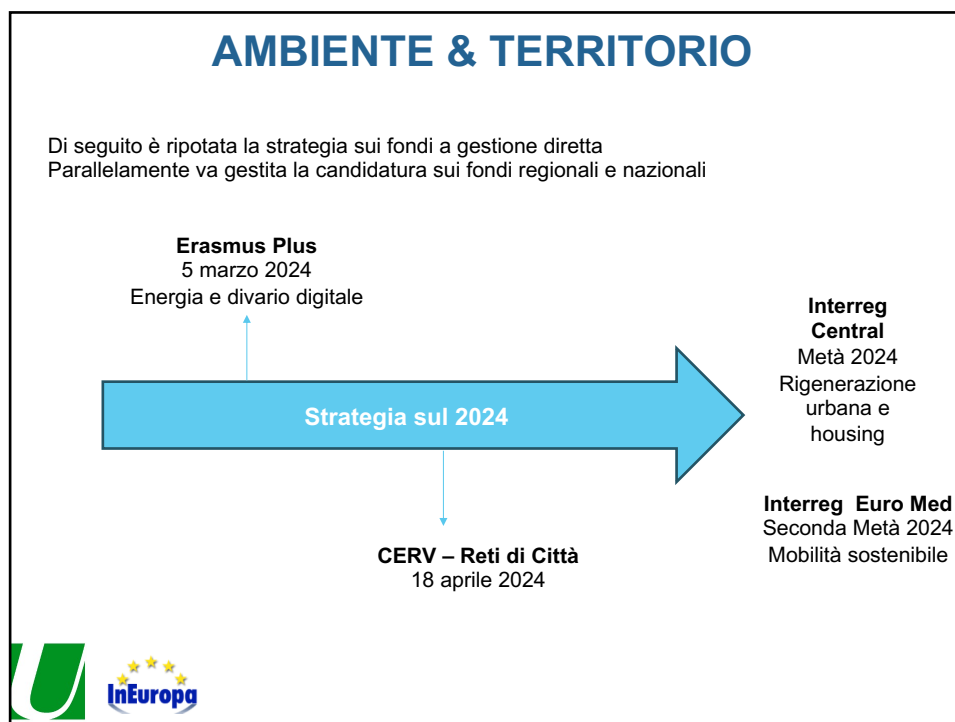 AMBIENTE & TERRITORIO
Di seguito è ripotata la strategia sui fondi a gestione diretta
Parallelamente va gestita la candidatura sui fondi regionali e nazionali
Erasmus Plus
5 marzo 2024
Energia e divario digitale
Strategia sul 2024
CERV – Reti di Città
18 aprile 2024
Interreg
Central
Metà 2024
Rigenerazione
urbana e
housing
Interreg Euro Med
Seconda Metà 2024
Mobilità sostenibile
U
InEuropa